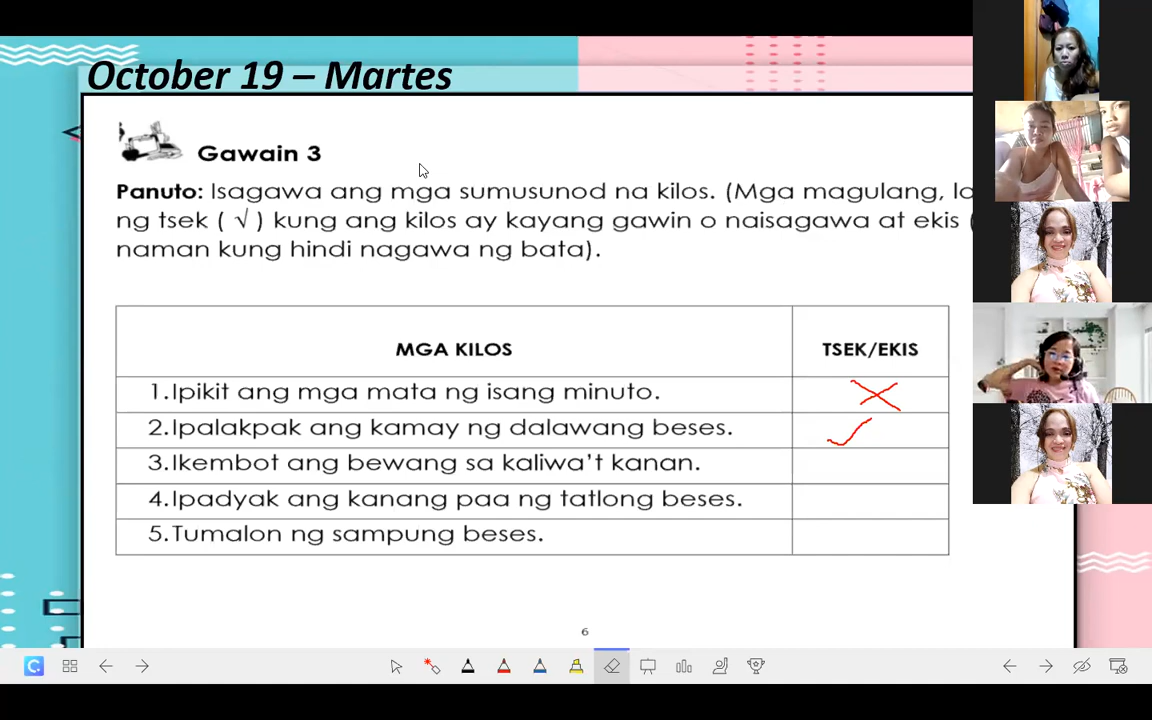 October 19 – Martes
Gawain 3
Panuto: Isagawa ang mga sumusunod na kilos. (Mga magulang,
ng tsek ( √ ) kung ang kilos ay kayang gawin o naisagawa at ekis (
naman kung hindi nagawa ng bata).
MGA KILOS TSEK/EKIS
1.Ipikit ang mga mata ng isang minuto.
2.Ipalakpak ang kamay ng dalawang beses.
3.Ikembot ang bewang sa kaliwa’t kanan.
4.Ipadyak ang kanang paa ng tatlong beses.
5.Tumalon ng sampung beses.
6